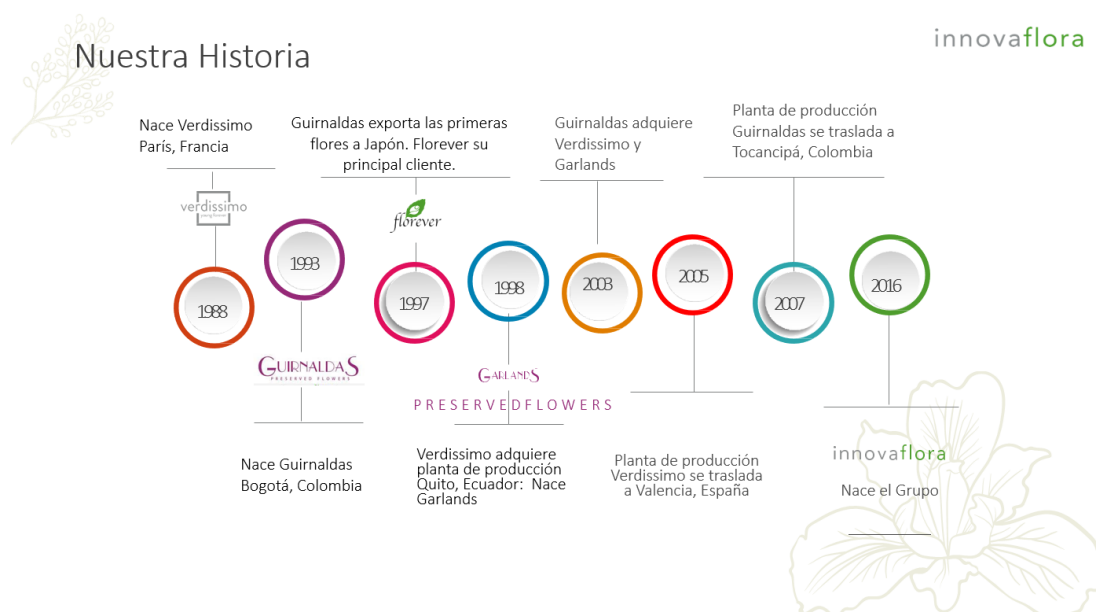 Nuestra Historia
innovaflora
Nace Verdissimo
París, Francia
verdissimo
1988
1993
GUIRNALDAS
PRESERVED FLOWERS
Nace Guirnaldas
Bogotá, Colombia
Guirnaldas exporta las primeras
flores a Japón. Florever su
principal cliente.
florever
1997
1998
GARLANDS
PRESERVEDFLOWERS
Verdissimo adquiere
planta de producción
Quito, Ecuador: Nace
Garlands
Guirnaldas adquiere
Verdissimo y
Garlands
2003
2005
Planta de producción
Verdissimo se traslada
a Valencia, España
Planta de producción
Guirnaldas se traslada a
Tocancipá, Colombia
2007
2016
innovaflora
Nace el Grupo